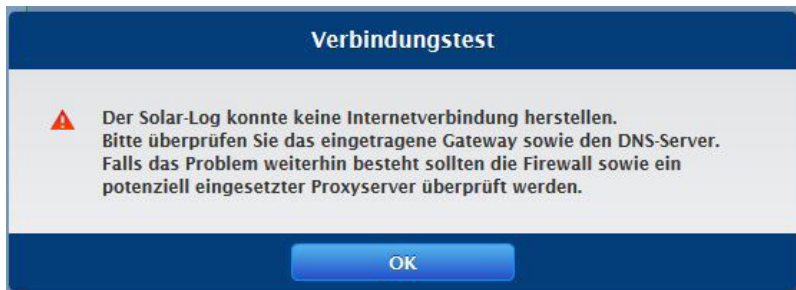 Verbindungstest
Der Solar-Log konnte keine Internetverbindung herstellen.
Bitte überprüfen Sie das eingetragene Gateway sowie den DNS-Server.
Falls das Problem weiterhin besteht sollten die Firewall sowie ein
potenziell eingesetzter Proxyserver überprüft werden.
OK